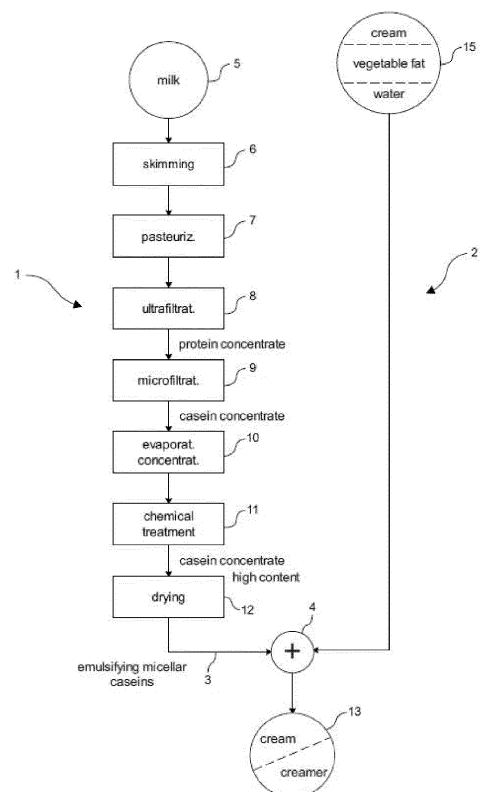 cream
15
5
vegetable fat
milk
water
6
skimming
7
pasteuriz.
1
2
8
ultrafiltrat.
protein concentrate
9
microfiltrat.
casein concentrate
10
evaporat.
concentrat.
11
chemical
treatment
casein concentrate
high content
drying
12
4
+
emulsifying micellar
caseins
3
13
cream
creamer